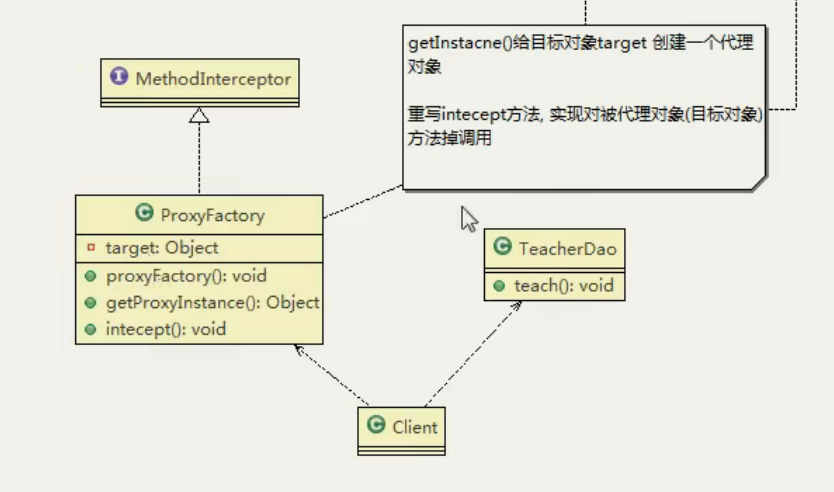 getInstacne()给目标对象target 创建一个代理
对象
重写intecept方法, 实现对被代理对象(目标对象)
方法掉调用
I MethodInterceptor
C ProxyFactory
target: Object
proxyFactory(): void
getProxyInstance(): Object
intecept(): void
C TeacherDao
teach(): void
C Client